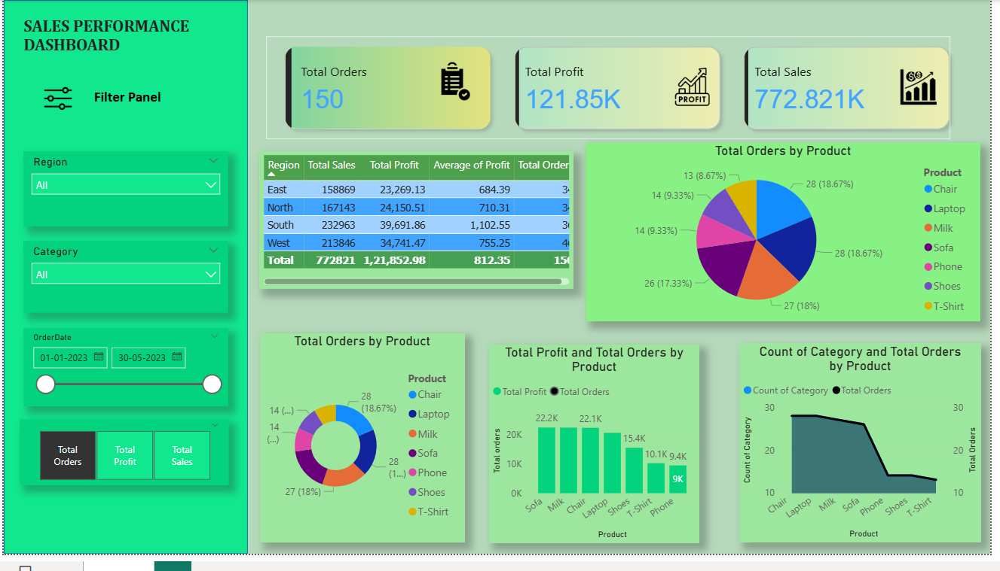 SALES PERFORMANCE
DASHBOARD
Filter Panel
Region
All
Category
All
OrderDate
01-01-2023 30-05-2023
Total Orders
Total Profit
Total Sales
Total Orders
150
Total Profit
121.85K
PROFIT
Total Sales
772.821K
Region Total Sales Total Profit Average of Profit Total Order
East 158869 23,269.13 684.39 3
North 167143 24,150.51 710.31 3
South 232963 39,691.86 1,102.55 3
West 213846 34,741.47 755.25 4
Total 772821 1,21,852.98 812.35 15
Total Orders by Product
13 (8.67%)
28 (18.67%)
14 (9.33%)
14 (9.33%)
28 (18.67%)
26 (17.33%)
27 (18%)
Product
Chair
Laptop
Milk
Sofa
Phone
Shoes
T-Shirt
Total Orders by Product
28
(18.67%)
14 (...)
14
(...)
28
(1...)
27 (18%)
Product
Chair
Laptop
Milk
Sofa
Phone
Shoes
T-Shirt
Total Profit and Total Orders by
Product
Total Profit Total Orders
22.2K 22.1K
15.4K
10.1K 9.4K
9K
20K
10K
0K
Total orders
Sofa Milk Chair Laptop Shoes T-Shirt Phone
Product
Count of Category and Total Orders
by Product
Count of Category Total Orders
30 30
20 20
10 10
Count of Category
Total Orders
Chair Laptop Milk Sofa Phone Shoes T-Shirt
Product